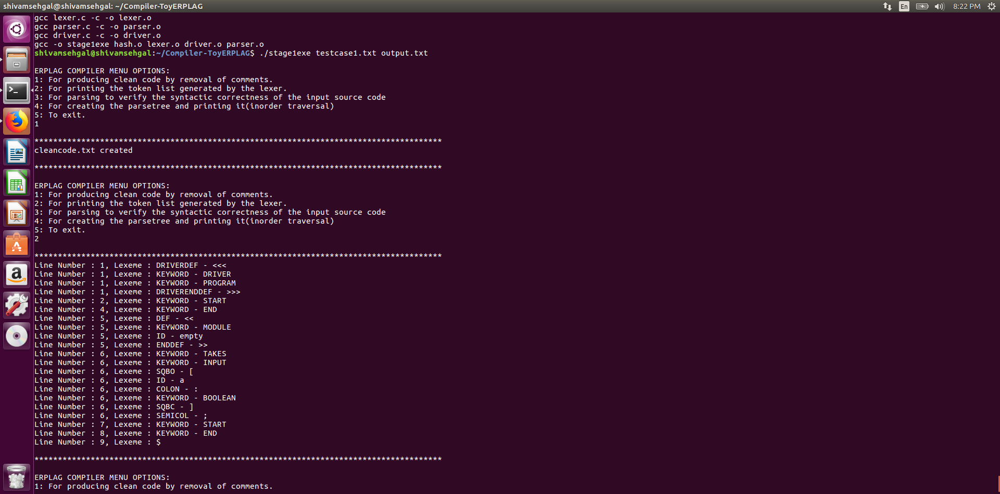 shivamsehgal@shivamsehgal: ~/Compiler-ToyERPLAG
En
8:22 PM
gcc lexer.c -c -o lexer.o
gcc parser.c -c -o parser.o
gcc driver.c -c -o driver.o
gcc -o stage1exe hash.o lexer.o driver.o parser.o
shivamsehgal@shivamsehgal:~/Compiler-ToyERPLAG$ ./stage1exe testcase1.txt output.txt
ERPLAG COMPILER MENU OPTIONS:
1: For producing clean code by removal of comments.
2: For printing the token list generated by the lexer.
3: For parsing to verify the syntactic correctness of the input source code
4: For creating the parsetree and printing it(inorder traversal)
5: To exit.
1
***************************************************************************************
cleancode.txt created
***************************************************************************************
ERPLAG COMPILER MENU OPTIONS:
1: For producing clean code by removal of comments.
2: For printing the token list generated by the lexer.
3: For parsing to verify the syntactic correctness of the input source code
4: For creating the parsetree and printing it(inorder traversal)
5: To exit.
2
***************************************************************************************
Line Number : 1, Lexeme : DRIVERDEF - <<<
Line Number : 1, Lexeme : KEYWORD - DRIVER
Line Number : 1, Lexeme : KEYWORD - PROGRAM
Line Number : 1, Lexeme : DRIVERENDDEF - >>>
Line Number : 2, Lexeme : KEYWORD - START
Line Number : 4, Lexeme : KEYWORD - END
Line Number : 5, Lexeme : DEF - <<
Line Number : 5, Lexeme : KEYWORD - MODULE
Line Number : 5, Lexeme : ID - empty
Line Number : 5, Lexeme : ENDDEF - >>
Line Number : 6, Lexeme : KEYWORD - TAKES
Line Number : 6, Lexeme : KEYWORD - INPUT
Line Number : 6, Lexeme : SQBO - [
Line Number : 6, Lexeme : ID - a
Line Number : 6, Lexeme : COLON - :
Line Number : 6, Lexeme : KEYWORD - BOOLEAN
Line Number : 6, Lexeme : SQBC - ]
Line Number : 6, Lexeme : SEMICOL - ;
Line Number : 7, Lexeme : KEYWORD - START
Line Number : 8, Lexeme : KEYWORD - END
Line Number : 9, Lexeme : $
***************************************************************************************
ERPLAG COMPILER MENU OPTIONS:
1: For producing clean code by removal of comments.